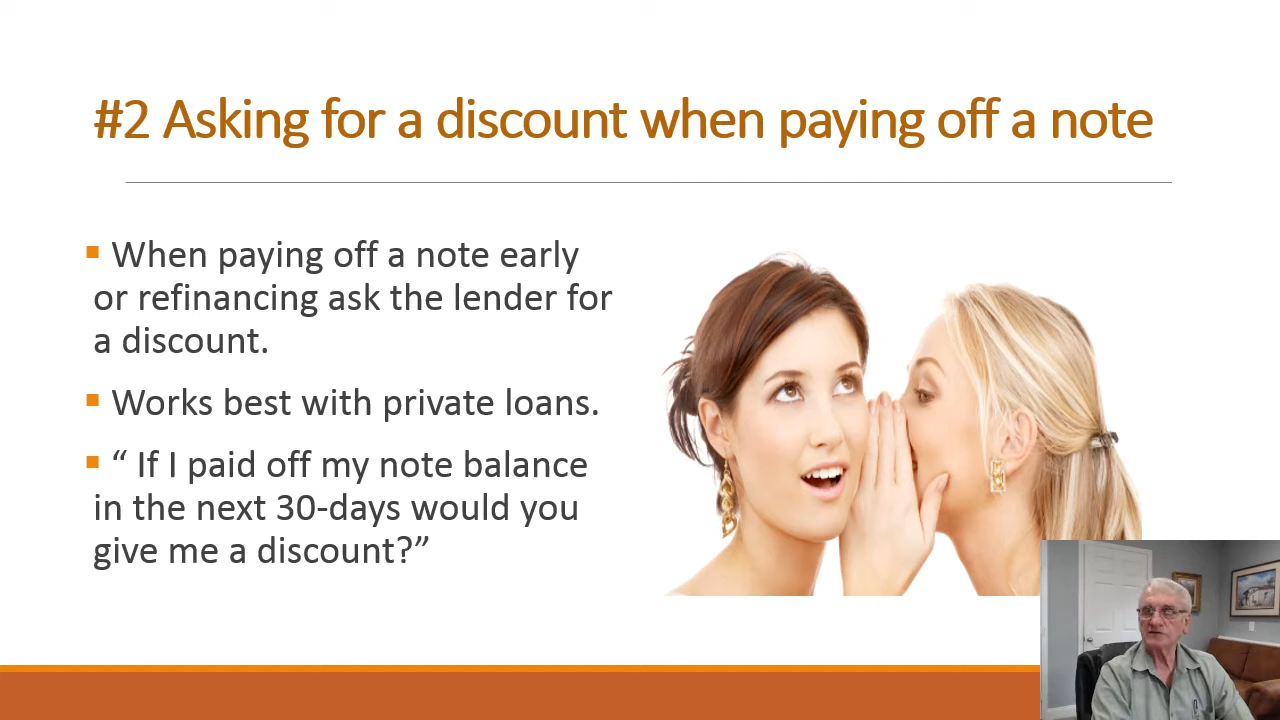 #2 Asking for a discount when paying off a note
When paying off a note early
or refinancing ask the lender for
a discount.
Works best with private loans.
“ If I paid off my note balance
in the next 30-days would you
give me a discount?”